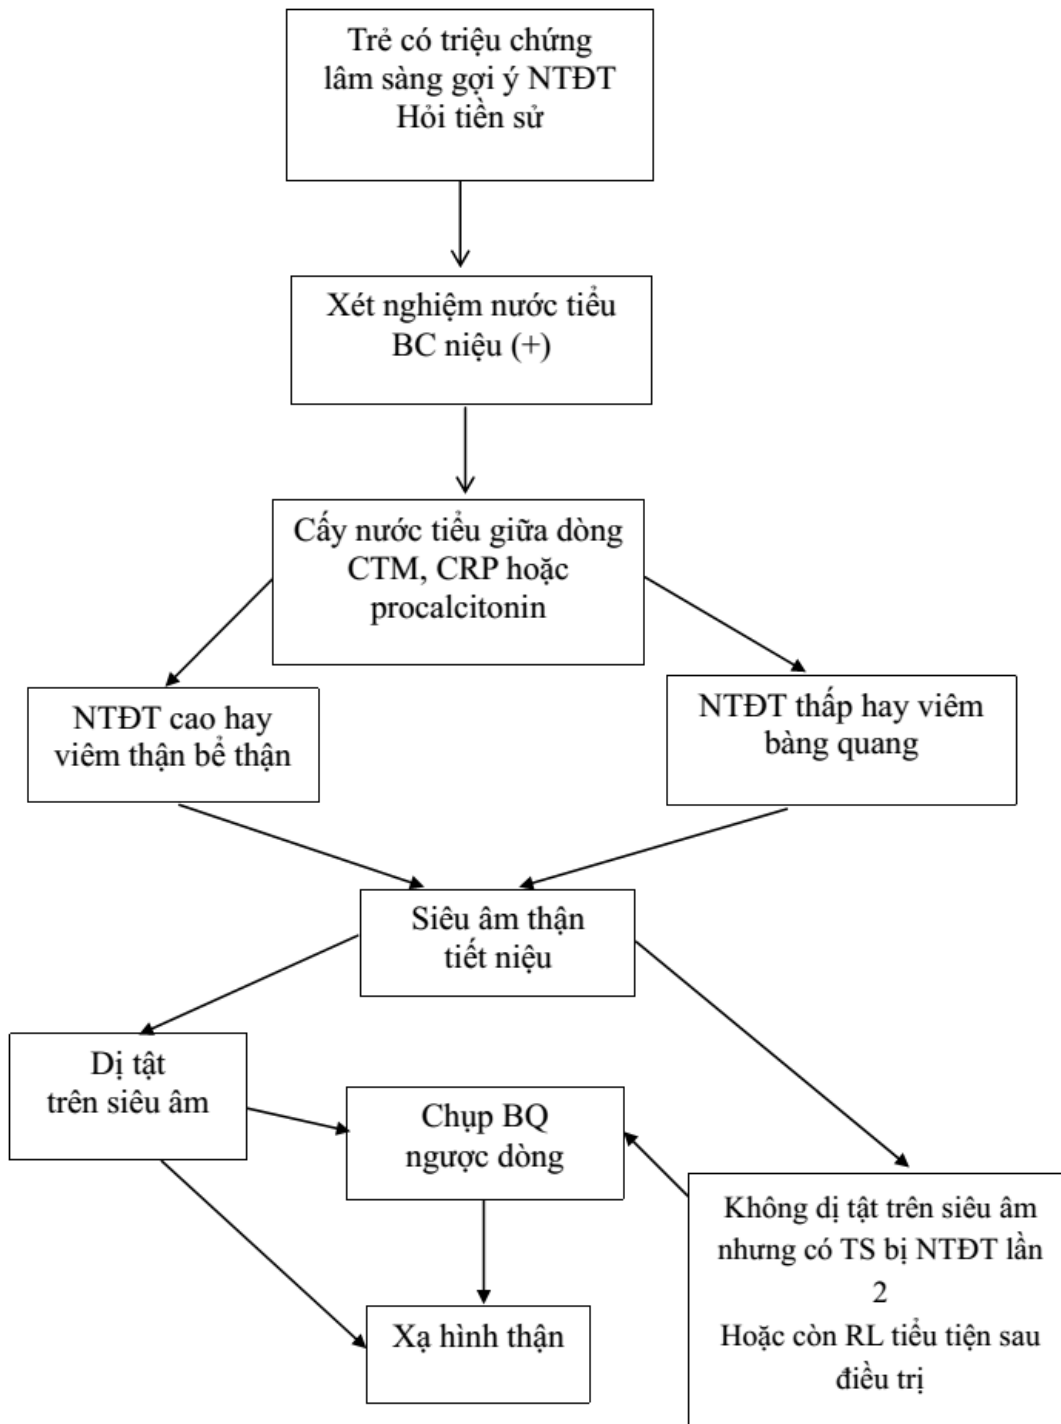 Trẻ có triệu chứng
lâm sàng gợi ý NTĐT
Hỏi tiền sử
Xét nghiệm nước tiểu
BC niệu (+)
Cấy nước tiểu giữa dòng
CTM, CRP hoặc
procalcitonin
NTĐT cao hay
viêm thận bể thận
NTĐT thấp hay viêm
bàng quang
Siêu âm thận
tiết niệu
Dị tật
trên siêu âm
Chụp BQ
ngược dòng
Không dị tật trên siêu âm
nhưng có TS bị NTĐT lần
2
Hoặc còn RL tiểu tiện sau
điều trị
Xạ hình thận